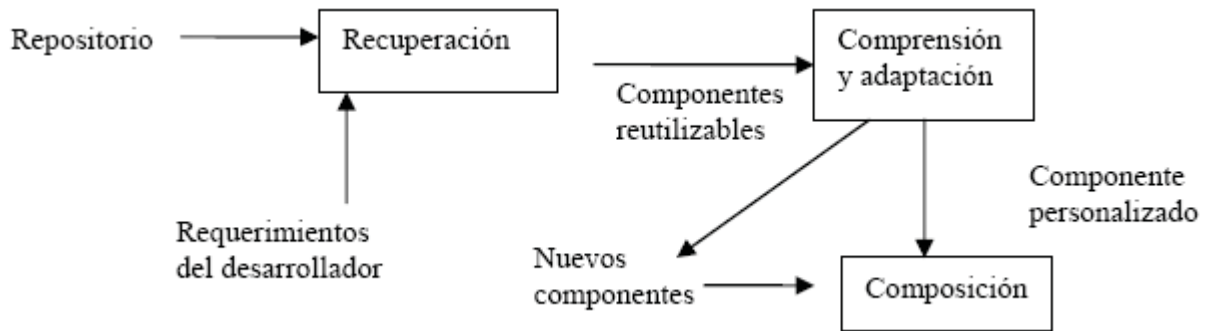 Repositorio
Recuperación
Comprensión
y adaptación
Componentes
reutilizables
Requerimientos
del desarrollador
Componente
personalizado
Nuevos
componentes
Composición